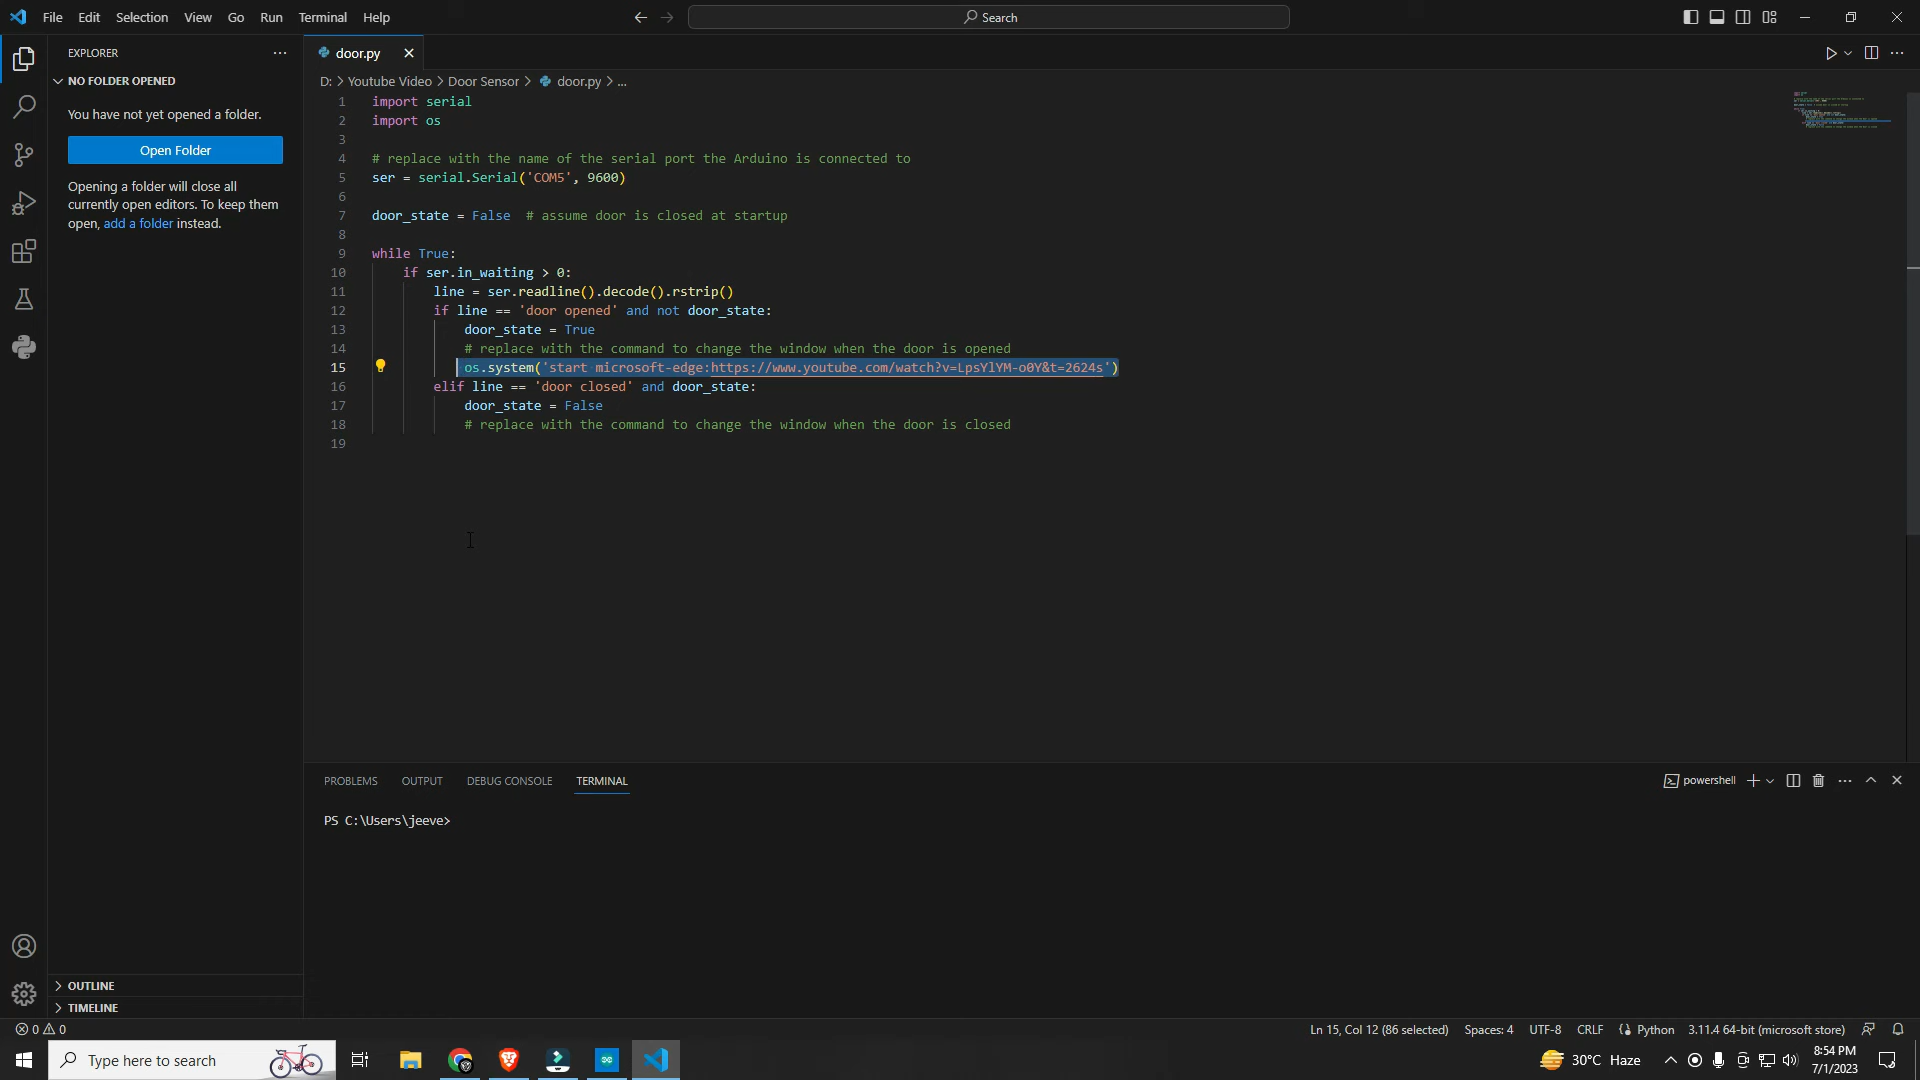 File Edit Selection View Go Run Terminal Help
Search
EXPLORER
NO FOLDER OPENED
You have not yet opened a folder.
Open Folder
Opening a folder will close all
currently open editors. To keep them
open, add a folder instead.
OUTLINE
TIMELINE
door.py
D: > Youtube Video > Door Sensor > door.py > ...
1 import serial
2 import os
3
4 # replace with the name of the serial port the Arduino is connected to
5 ser = serial.Serial('COM5', 9600)
6
7 door_state = False  # assume door is closed at startup
8
9 while True:
10     if ser.in_waiting > 0:
11         line = ser.readline().decode().rstrip()
12         if line == 'door opened' and not door_state:
13             door_state = True
14             # replace with the command to change the window when the door is opened
15             os.system('start microsoft-edge:https://www.youtube.com/watch?v=LpsYlYM-o0Y&t=2624s')
16         elif line == 'door closed' and door_state:
17             door_state = False
18             # replace with the command to change the window when the door is closed
19
PROBLEMS OUTPUT DEBUG CONSOLE TERMINAL
powershell
PS C:\Users\jeeve>
0 0
Ln 15, Col 12 (86 selected) Spaces: 4 UTF-8 CRLF Python 3.11.4 64-bit (microsoft store)
Type here to search
30°C Haze
8:54 PM
7/1/2023